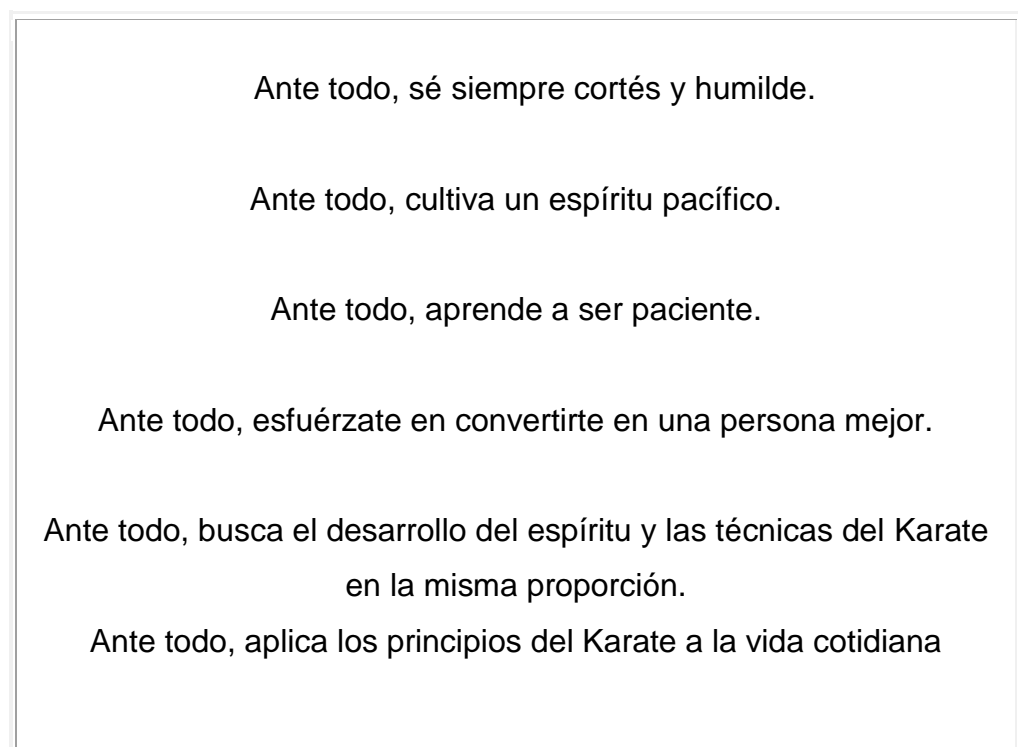 Ante todo, sé siempre cortés y humilde.
Ante todo, cultiva un espíritu pacífico.
Ante todo, aprende a ser paciente.
Ante todo, esfuérzate en convertirte en una persona mejor.
Ante todo, busca el desarrollo del espíritu y las técnicas del Karate
en la misma proporción.
Ante todo, aplica los principios del Karate a la vida cotidiana